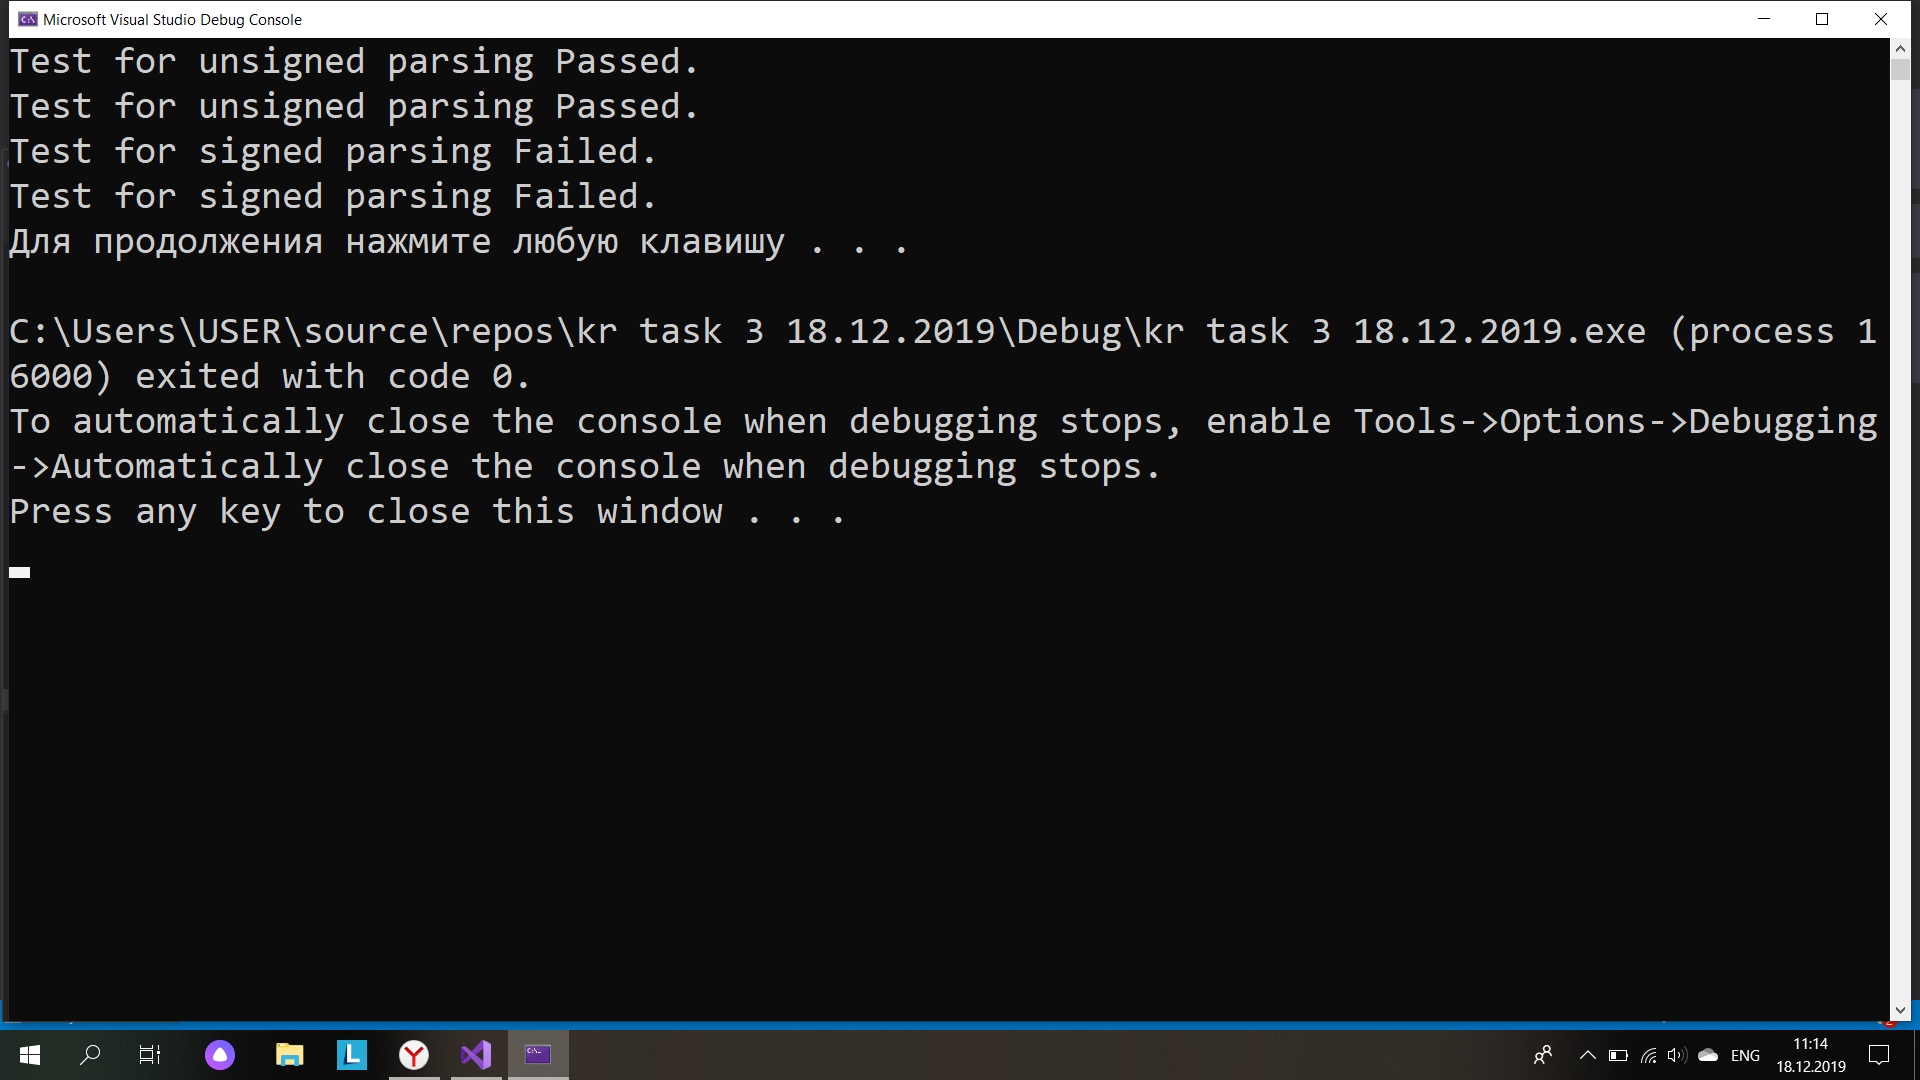 Microsoft Visual Studio Debug Console
Test for unsigned parsing Passed.
Test for unsigned parsing Passed.
Test for signed parsing Failed.
Test for signed parsing Failed.
Для продолжения нажмите любую клавишу . . .
C:\Users\USER\source\repos\kr task 3 18.12.2019\Debug\kr task 3 18.12.2019.exe (process 1
6000) exited with code 0.
To automatically close the console when debugging stops, enable Tools->Options->Debugging
->Automatically close the console when debugging stops.
Press any key to close this window . . .
ENG
11:14
18.12.2019